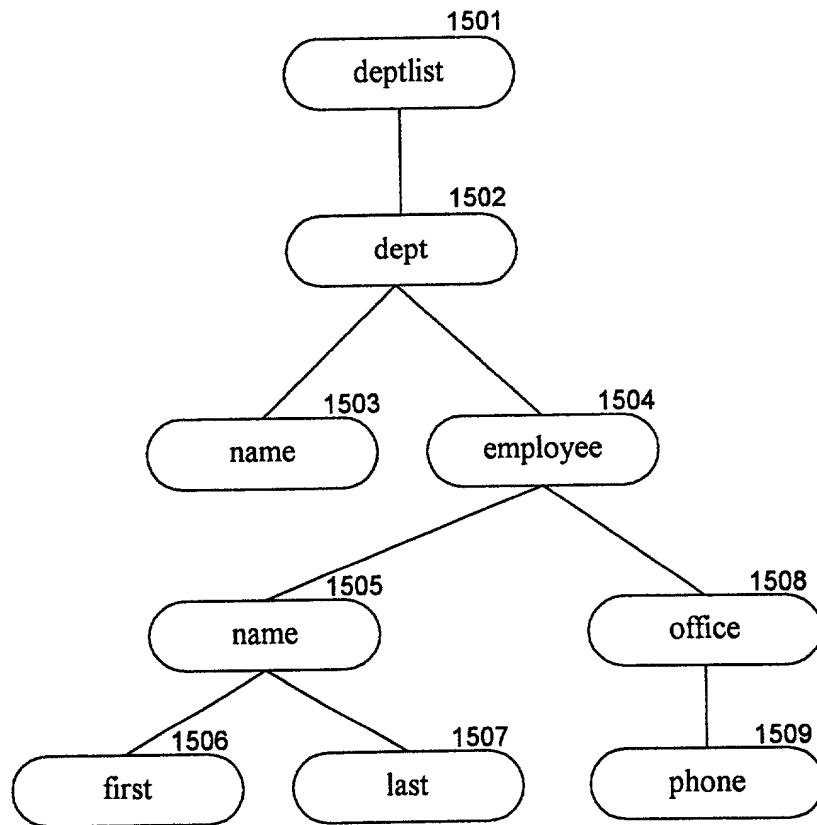 1501
deptlist
1502
dept
1503
name
1504
employee
1505
name
1508
office
1506
first
1507
last
1509
phone